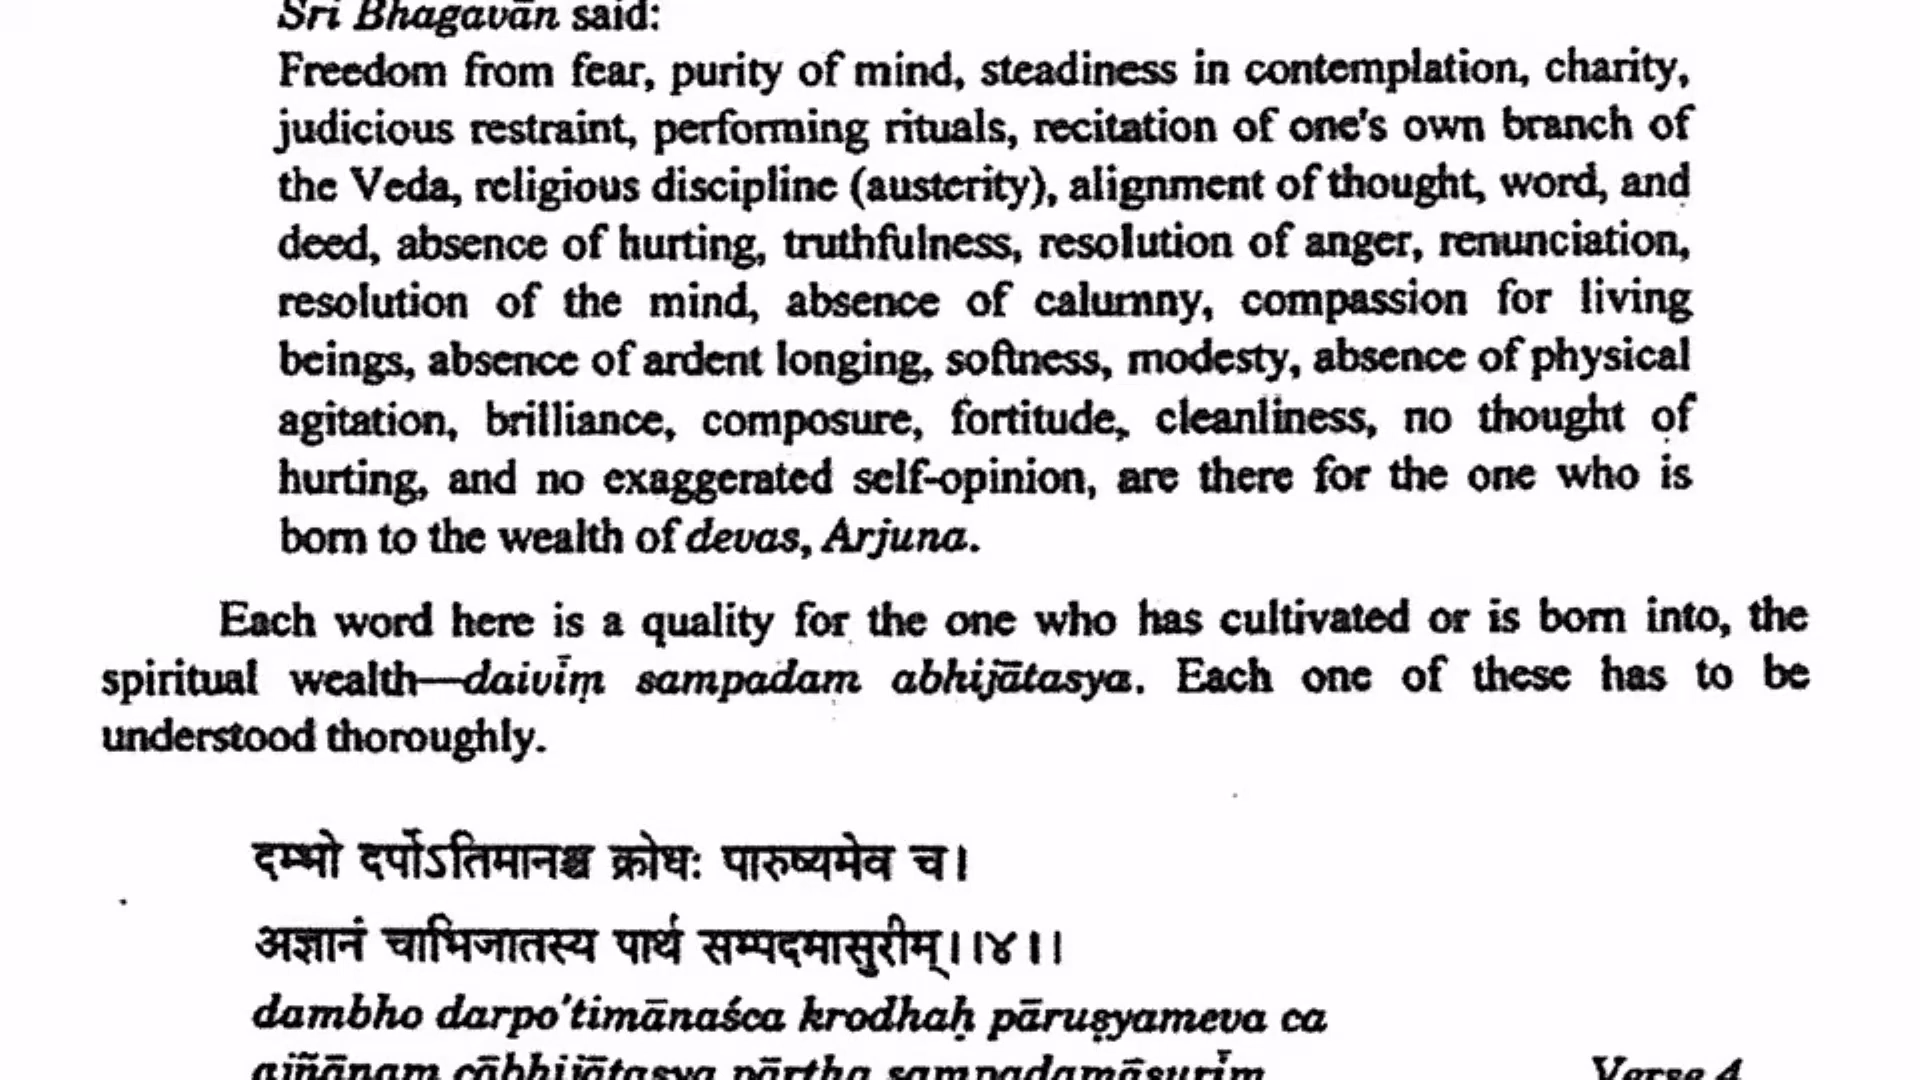 Śri Bhagavān said:
Freedom from fear, purity of mind, steadiness in contemplation, charity,
judicious restraint, performing rituals, recitation of one's own branch of
the Veda, religious discipline (austerity), alignment of thought, word, and
deed, absence of hurting, truthfulness, resolution of anger, renunciation,
resolution of the mind, absence of calumny, compassion for living
beings, absence of ardent longing, softness, modesty, absence of physical
agitation, brilliance, composure, fortitude, cleanliness, no thought of
hurting, and no exaggerated self-opinion, are there for the one who is
born to the wealth of devas, Arjuna.
Each word here is a quality for the one who has cultivated or is born into, the
spiritual wealth—daivīṃ sampadam abhijātasya. Each one of these has to be
understood thoroughly.
दम्भो दर्पोऽतिमानश्च क्रोधः पारुष्यमेव च।
अज्ञानं चाभिजातस्य पार्थ सम्पदमासुरीम्।।४।।
dambho darpo'timānaśca krodhaḥ pāruṣyameva ca
ajñānam cābhijātasya pārtha sampadamāsurīm Verse 4